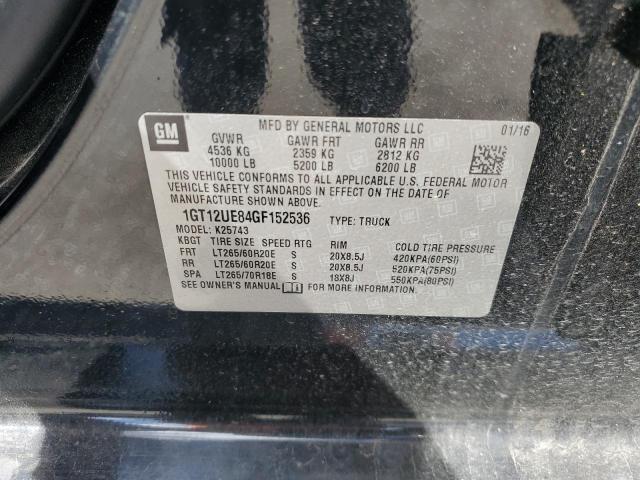 GM
MFD BY GENERAL MOTORS LLC 01/16
GVWR GAWR FRT GAWR RR
4536 KG 2359 KG 2812 KG
10000 LB 5200 LB 6200 LB
THIS VEHICLE CONFORMS TO ALL APPLICABLE U.S. FEDERAL MOTOR
VEHICLE SAFETY STANDARDS IN EFFECT ON THE DATE OF
MANUFACTURE SHOWN ABOVE.
1GT12UE84GF152536 TYPE: TRUCK
MODEL: K25743
KBGT TIRE SIZE SPEED RTG RIM COLD TIRE PRESSURE
FRT LT265/60R20E S 20X8.5J 420KPA(60PSI)
RR LT265/60R20E S 20X8.5J 520KPA(75PSI)
SPA LT265/70R18E S 18X8J 550KPA(80PSI)
SEE OWNER'S MANUAL FOR MORE INFORMATION.